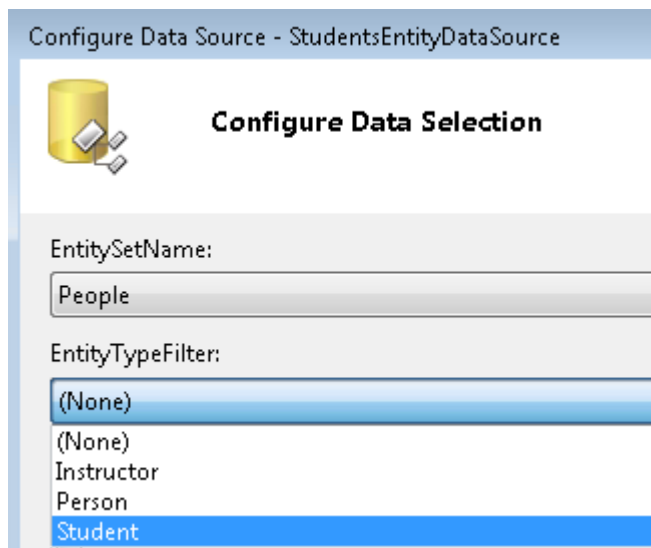 Configure Data Source - StudentsEntityDataSource
Configure Data Selection
EntitySetName:
People
EntityTypeFilter:
(None)
(None)
Instructor
Person
Student